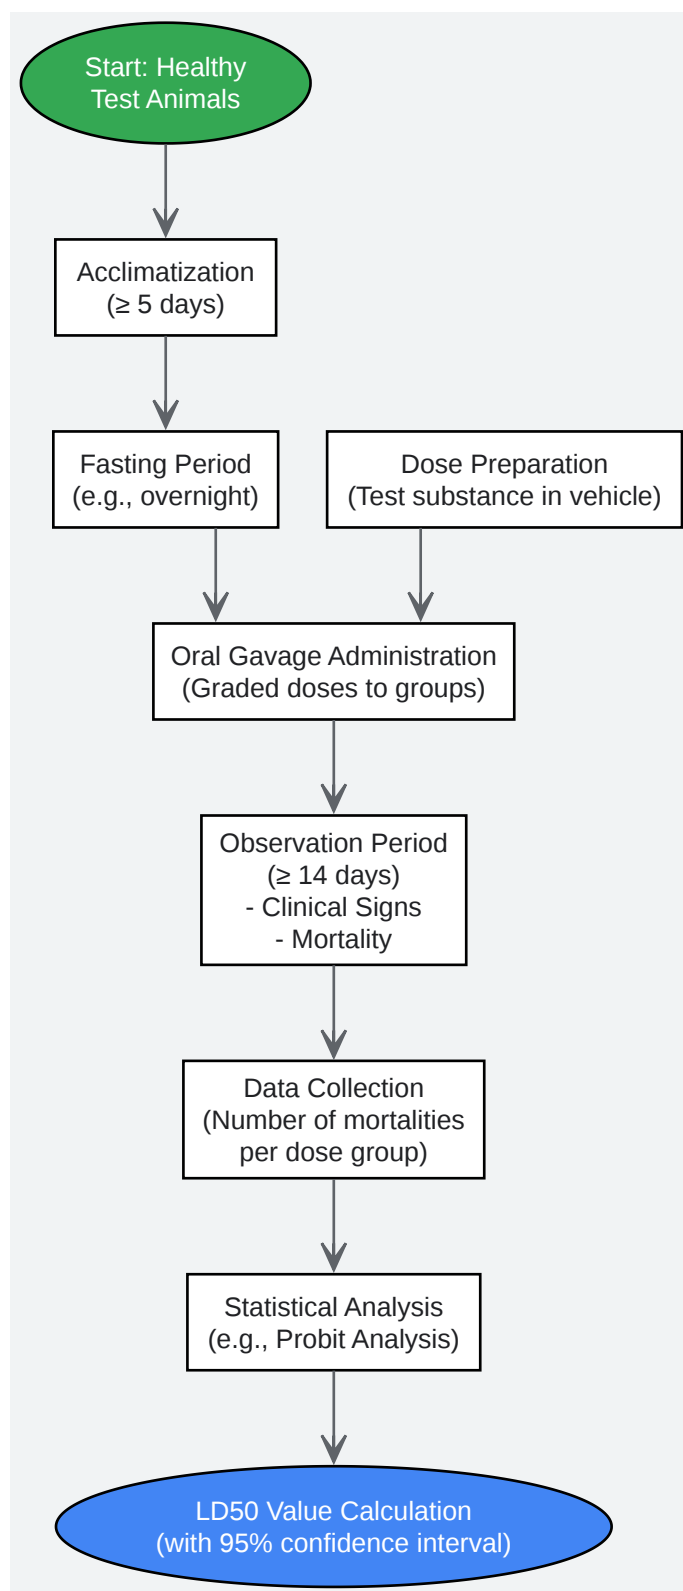 Start: Healthy
Test Animals
Acclimatization
(≥ 5 days)
Fasting Period
(e.g., overnight)
Dose Preparation
(Test substance in vehicle)
Oral Gavage Administration
(Graded doses to groups)
Observation Period
(≥ 14 days)
- Clinical Signs
- Mortality
Data Collection
(Number of mortalities
per dose group)
Statistical Analysis
(e.g., Probit Analysis)
LD50 Value Calculation
(with 95% confidence interval)